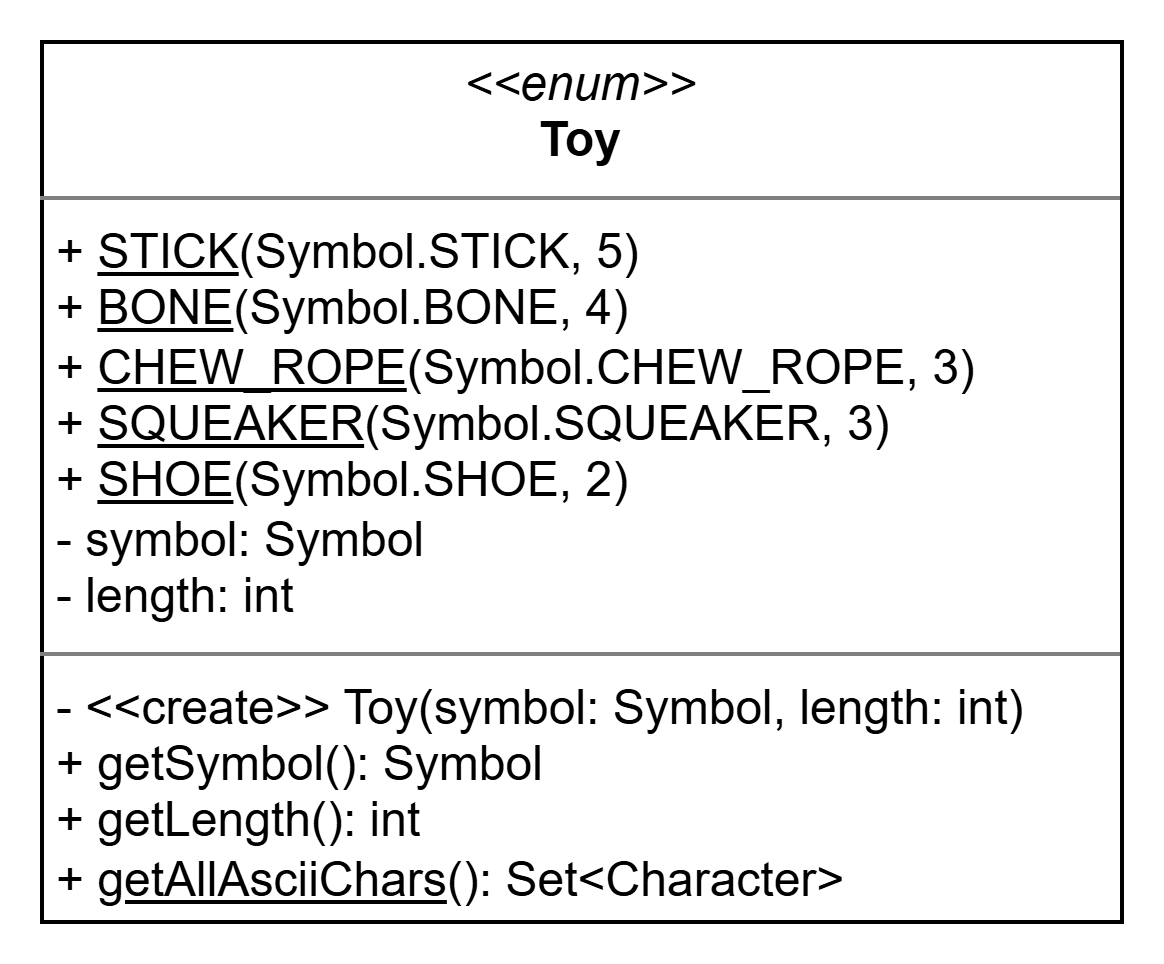 <<enum>>
Toy
+ STICK(Symbol.STICK, 5)
+ BONE(Symbol.BONE, 4)
+ CHEW_ROPE(Symbol.CHEW_ROPE, 3)
+ SQUEAKER(Symbol.SQUEAKER, 3)
+ SHOE(Symbol.SHOE, 2)
- symbol: Symbol
- length: int
- <<create>> Toy(symbol: Symbol, length: int)
+ getSymbol(): Symbol
+ getLength(): int
+ getAllAsciiChars(): Set<Character>